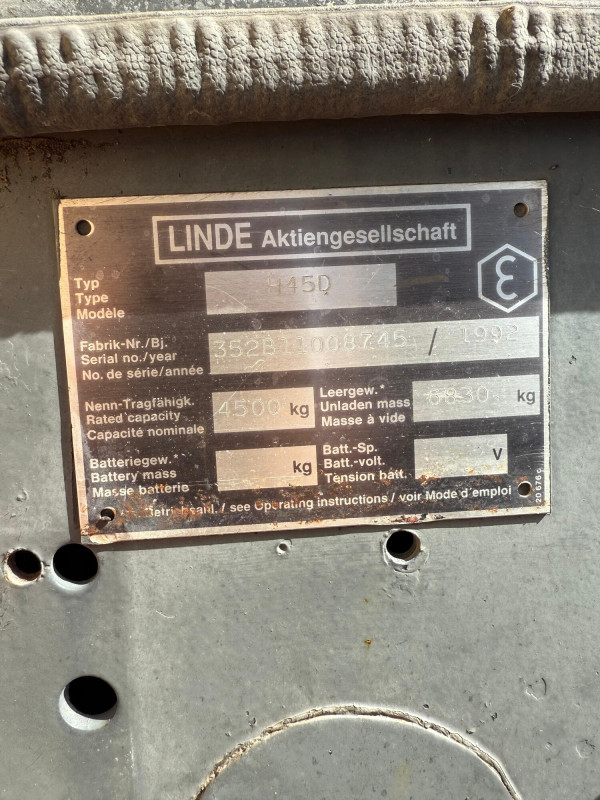 LINDE Aktiengesellschaft
Typ
Type
Modèle
H45D
ε
Fabrik-Nr./Bj.
Serial no./year
No. de série/année
352B11008745 / 1992
Nenn-Tragfähigk.
Rated capacity
Capacité nominale
4500 kg
Leergew.*
Unladen mass
Masse à vide
6830 kg
Batteriegew.*
Battery mass
Masse batterie
kg
Batt.-Sp.
Batt.-volt.
Tension batt.
V
Betriebsanl. / see Operating instructions / voir Mode d'emploi